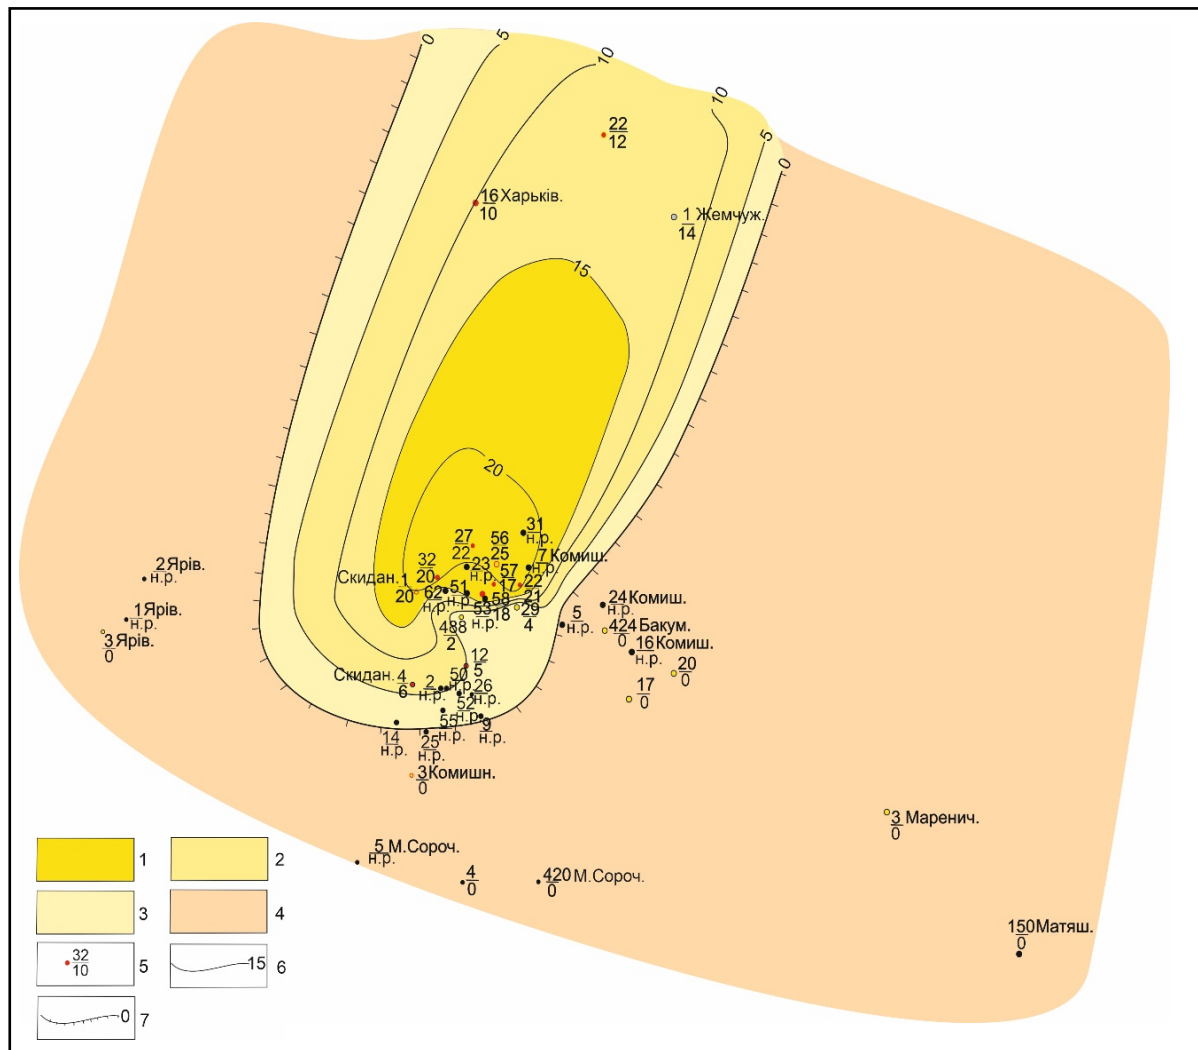 0
5
10
10
5
0
22
12
16 Харьків.
10
1 Жемчуж.
14
15
20
31
н.р.
27
22
56
25
23
н.р.
7 Комиш.
н.р.
32
20
Скидан. 1
20
62
н.р.
51
н.р.
57
17
22
21
58
18
53
н.р.
29
4
488
2
5
н.р.
24 Комиш.
н.р.
424 Бакум.
0
16 Комиш.
н.р.
20
0
17
0
2 Ярів.
н.р.
1 Ярів.
н.р.
3 Ярів.
0
12
5
Скидан. 4
6
2
н.р.
50
н.р.
26
н.р.
52
н.р.
55
н.р.
9
н.р.
14
н.р.
25
н.р.
3 Комишн.
0
3 Маренич.
0
5 М.Сороч.
н.р.
4
0
420 М.Сороч.
0
150 Матяш.
0
1
2
3
4
32
10
5
15
6
0
7